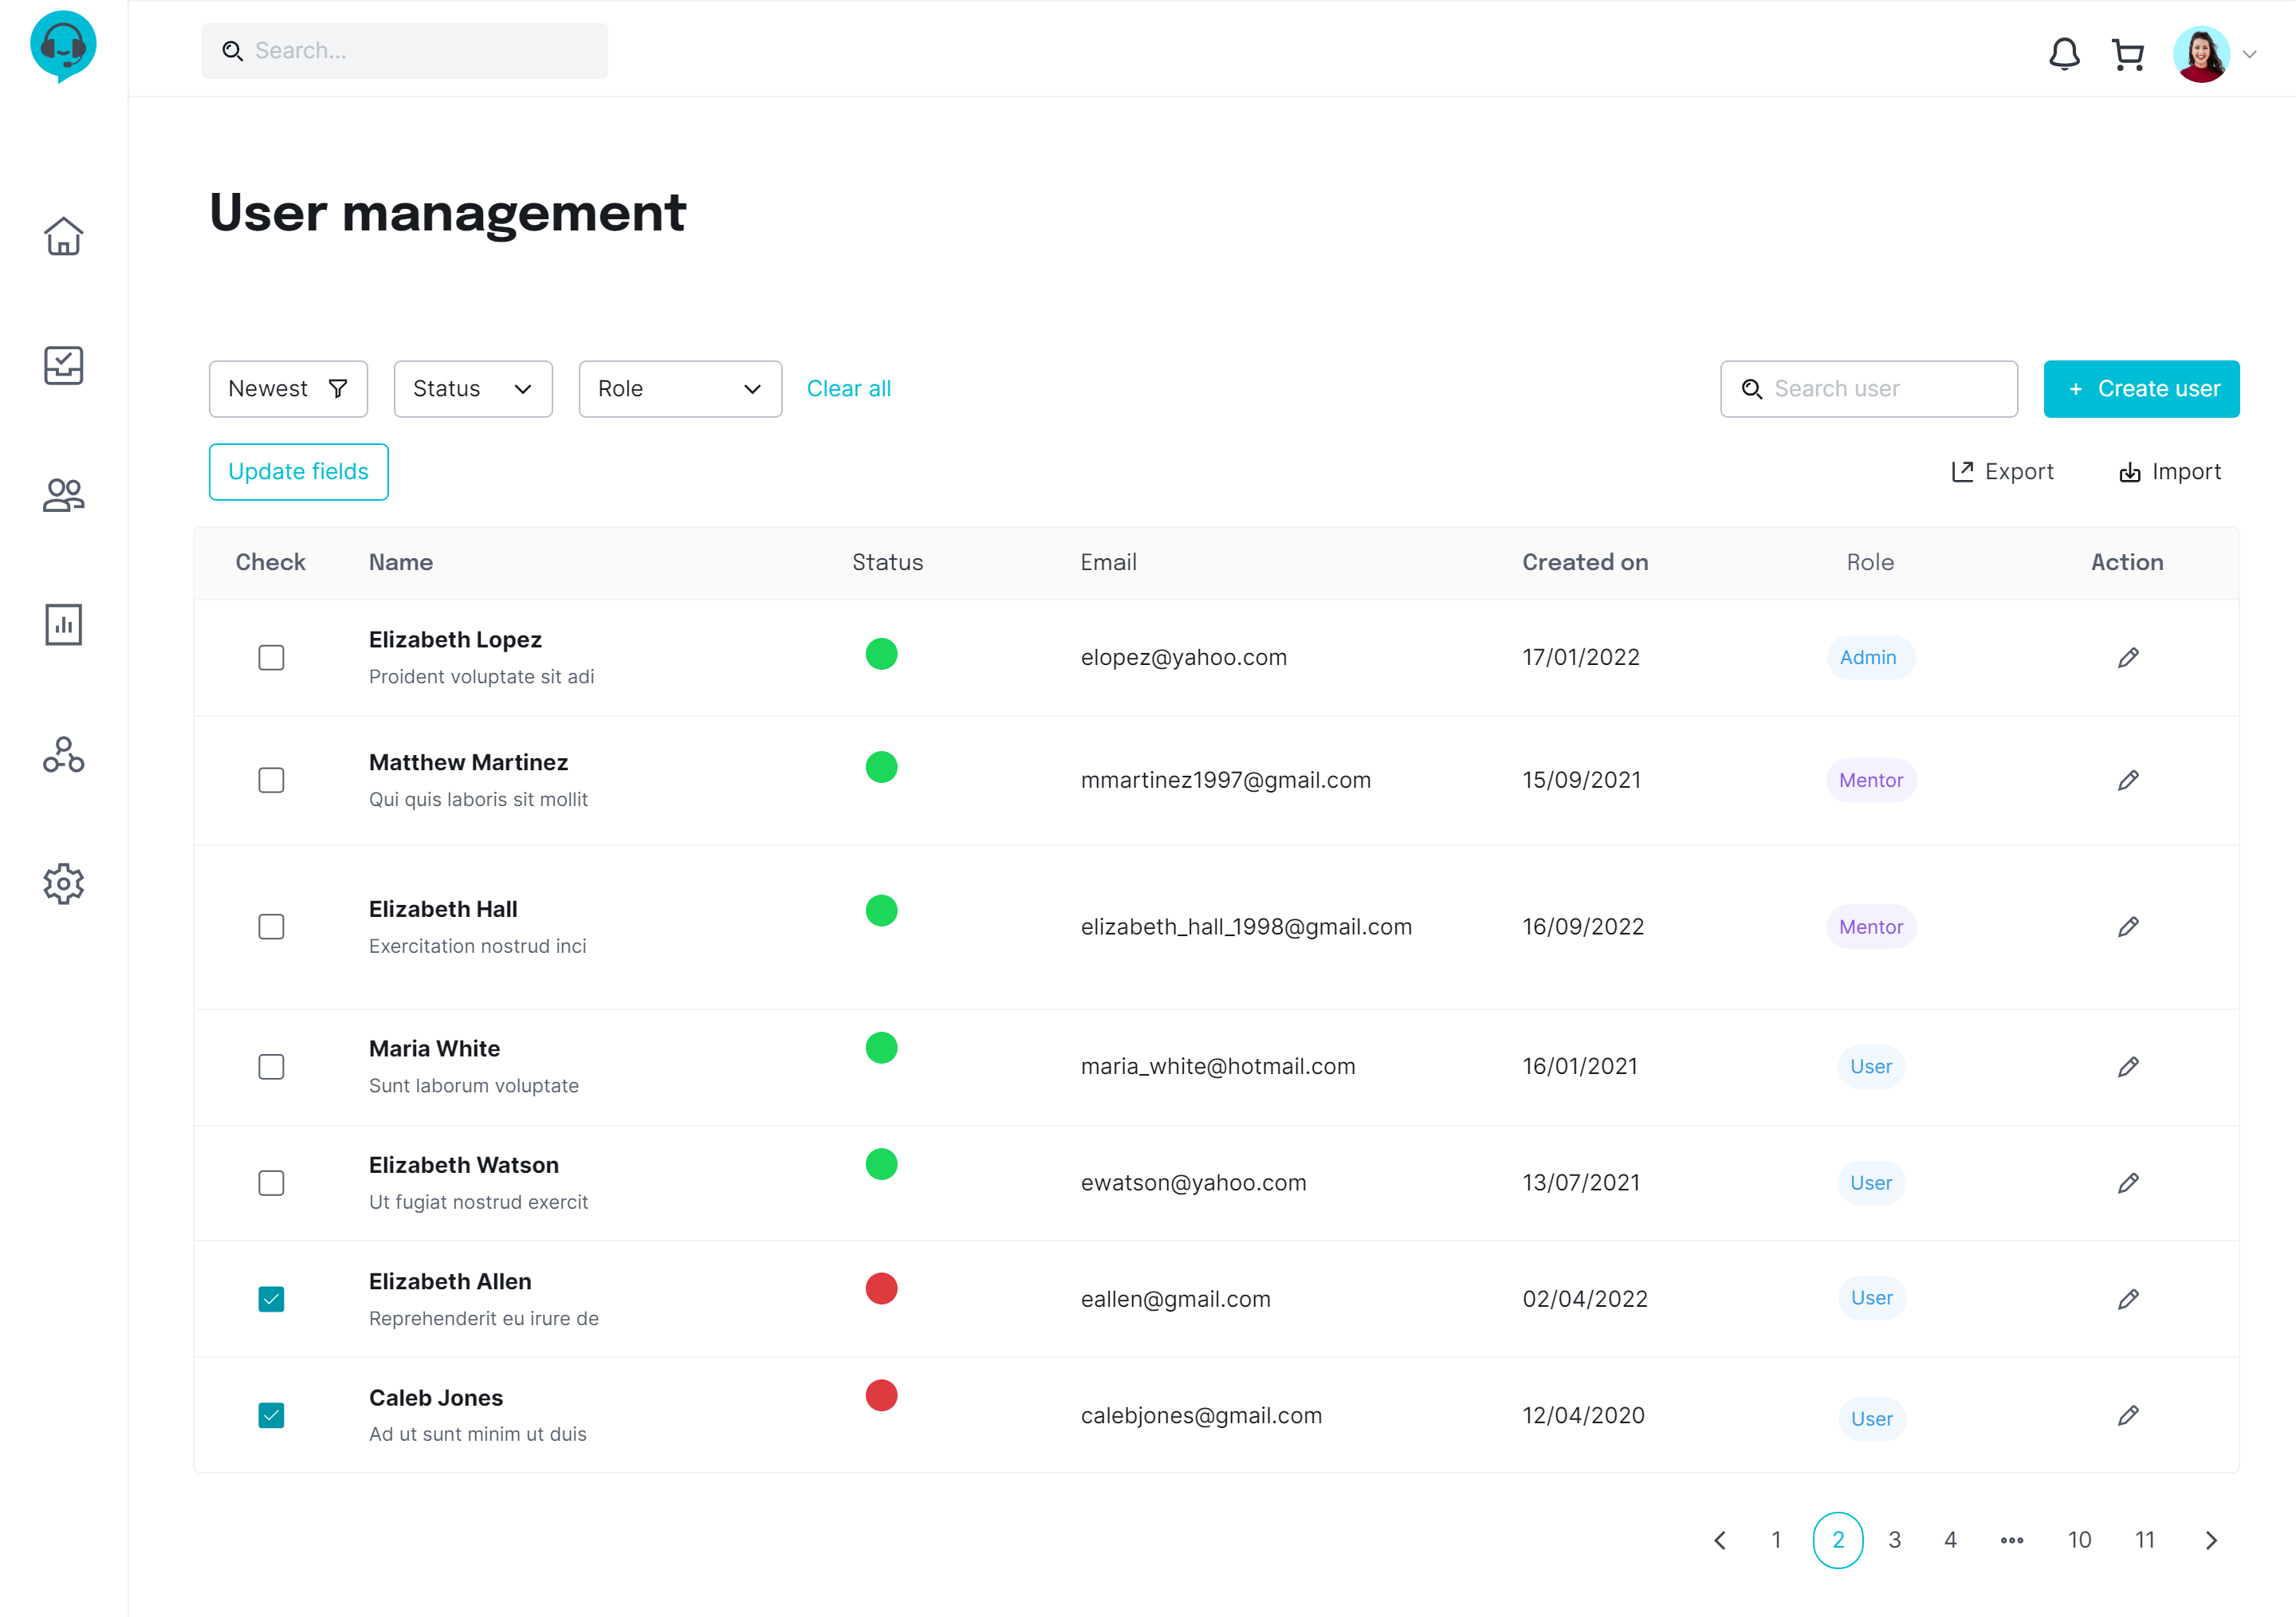 Search...
User management
Newest Status Role Clear all Search user + Create user
Update fields Export Import
Check Name Status Email Created on Role Action
Elizabeth Lopez
Proident voluptate sit adi
elopez@yahoo.com 17/01/2022 Admin
Matthew Martinez
Qui quis laboris sit mollit
mmartinez1997@gmail.com 15/09/2021 Mentor
Elizabeth Hall
Exercitation nostrud inci
elizabeth_hall_1998@gmail.com 16/09/2022 Mentor
Maria White
Sunt laborum voluptate
maria_white@hotmail.com 16/01/2021 User
Elizabeth Watson
Ut fugiat nostrud exercit
ewatson@yahoo.com 13/07/2021 User
Elizabeth Allen
Reprehenderit eu irure de
eallen@gmail.com 02/04/2022 User
Caleb Jones
Ad ut sunt minim ut duis
calebjones@gmail.com 12/04/2020 User
1 2 3 4 ••• 10 11